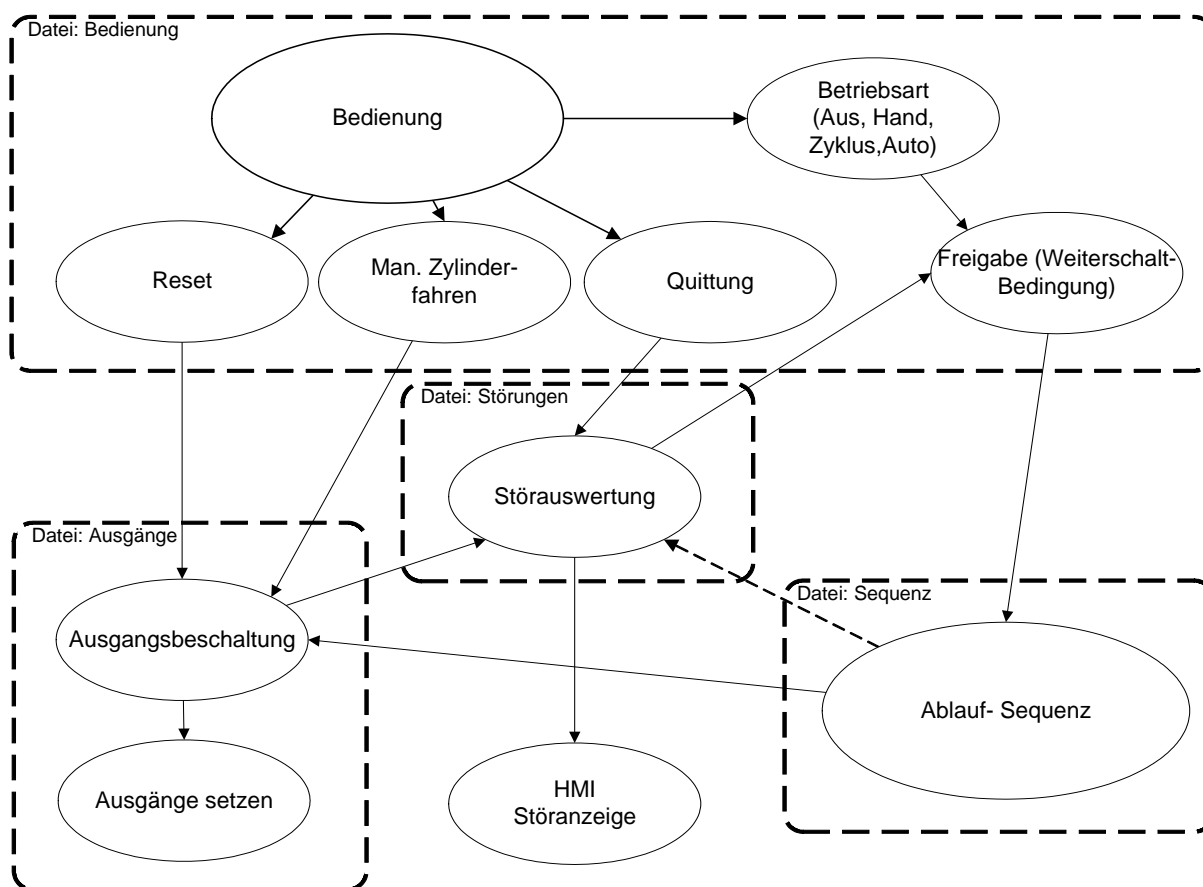 Datei: Bedienung
Bedienung
Betriebsart
(Aus, Hand,
Zyklus,Auto)
Reset
Man. Zylinder-
fahren
Quittung
Freigabe (Weiterschalt-
Bedingung)
Datei: Störungen
Störauswertung
Datei: Ausgänge
Ausgangsbeschaltung
Ausgänge setzen
HMI
Störanzeige
Datei: Sequenz
Ablauf- Sequenz